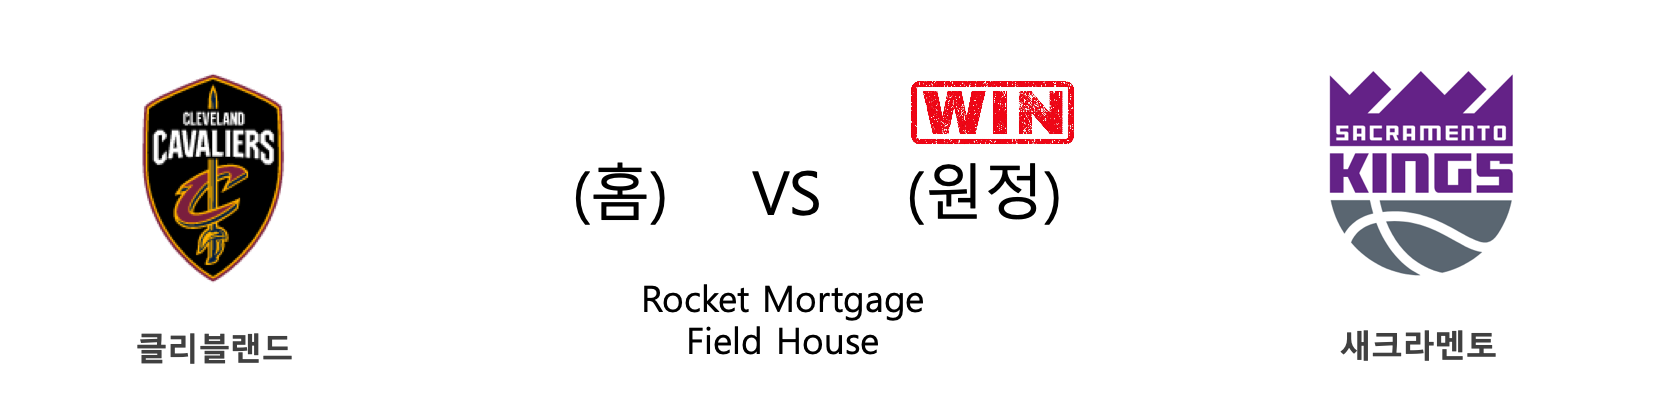 CLEVELAND
CAVALIERS
C
클리블랜드
WIN
(홈) VS (원정)
Rocket Mortgage
Field House
SACRAMENTO
KINGS
새크라멘토